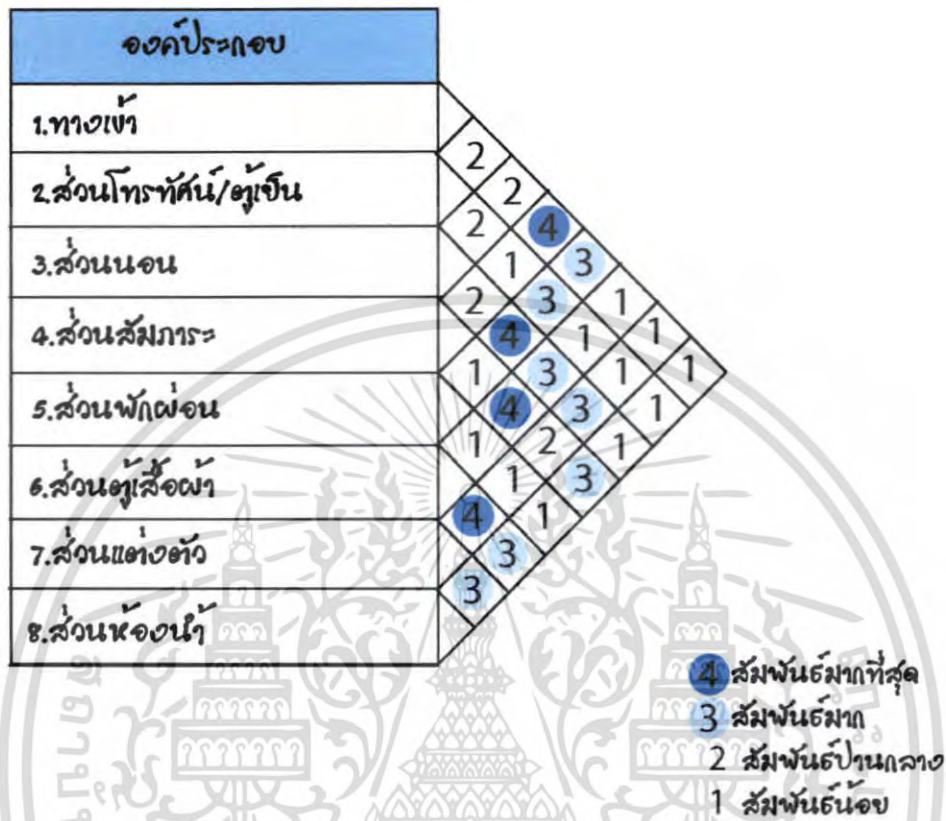 องค์ประกอบ
1.ทางเข้า
2.ส่วนโทรทัศน์/ตู้เย็น
3.ส่วนนอน
4.ส่วนสัมภาระ
5.ส่วนพักผ่อน
6.ส่วนตู้เสื้อผ้า
7.ส่วนแต่งตัว
8.ส่วนห้องน้ำ
2
2
2 4
1 3
2 3 1
4 1 1
1 3 1 1
4 3 1
1 2 1
1 3
4 1
3
3
4 สัมพันธ์มากที่สุด
3 สัมพันธ์มาก
2 สัมพันธ์ปานกลาง
1 สัมพันธ์น้อย